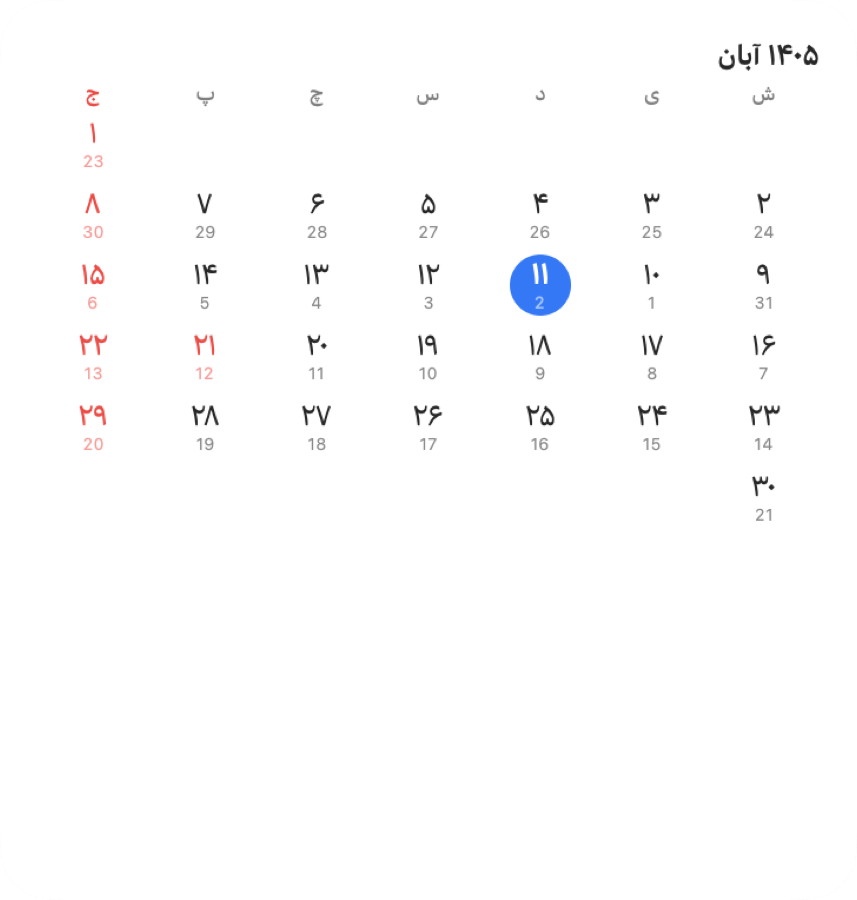 ۱۴۰۵ آبان
ش ی د س چ پ ج
۱
23
۲ ۳ ۴ ۵ ۶ ۷ ۸
24 25 26 27 28 29 30
۹ ۱۰ ۱۱ ۱۲ ۱۳ ۱۴ ۱۵
31 1 2 3 4 5 6
۱۶ ۱۷ ۱۸ ۱۹ ۲۰ ۲۱ ۲۲
7 8 9 10 11 12 13
۲۳ ۲۴ ۲۵ ۲۶ ۲۷ ۲۸ ۲۹
14 15 16 17 18 19 20
۳۰
21